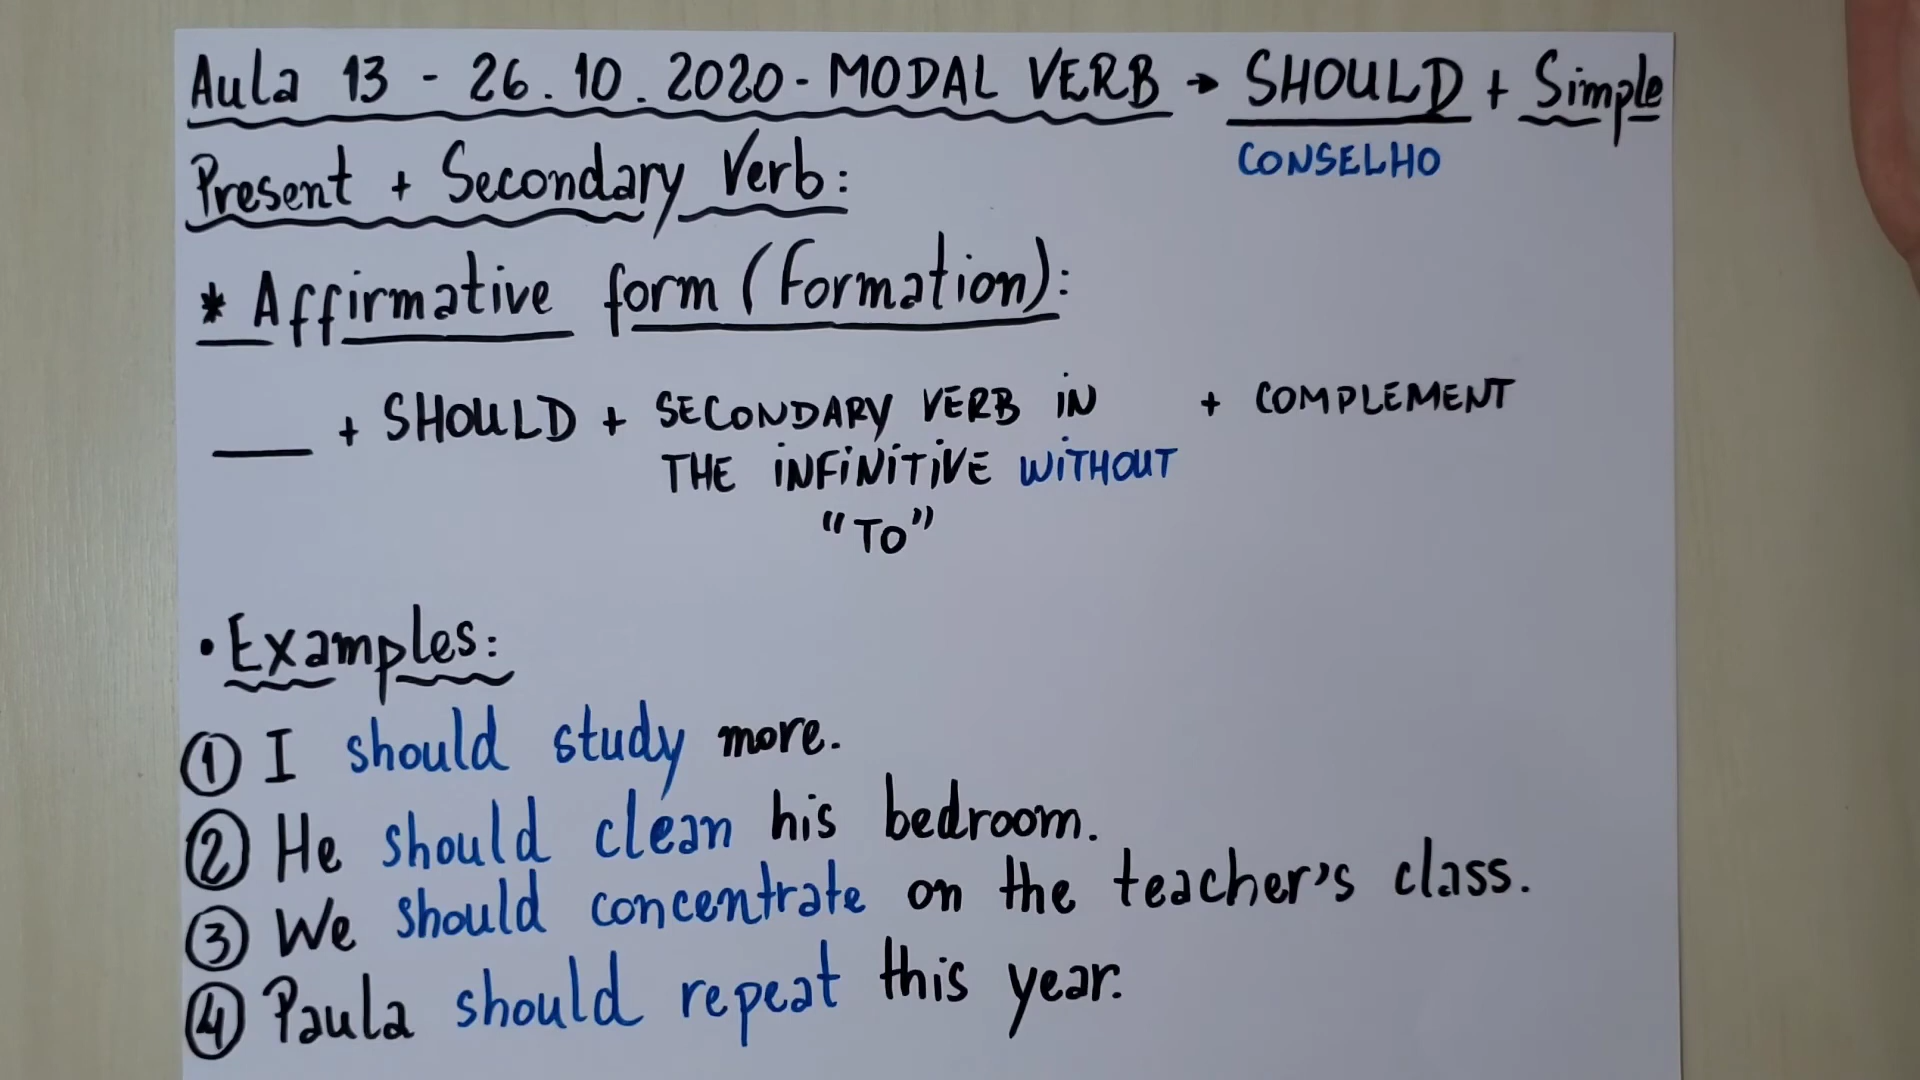 Aula 13 - 26.10.2020 - MODAL VERB → SHOULD + Simple
CONSELHO
Present + Secondary Verb:
* Affirmative form (Formation):
___ + SHOULD + SECONDARY VERB IN + COMPLEMENT
THE INFINITIVE WITHOUT
"TO"
• Examples:
① I should study more.
② He should clean his bedroom.
③ We should concentrate on the teacher's class.
④ Paula should repeat this year.